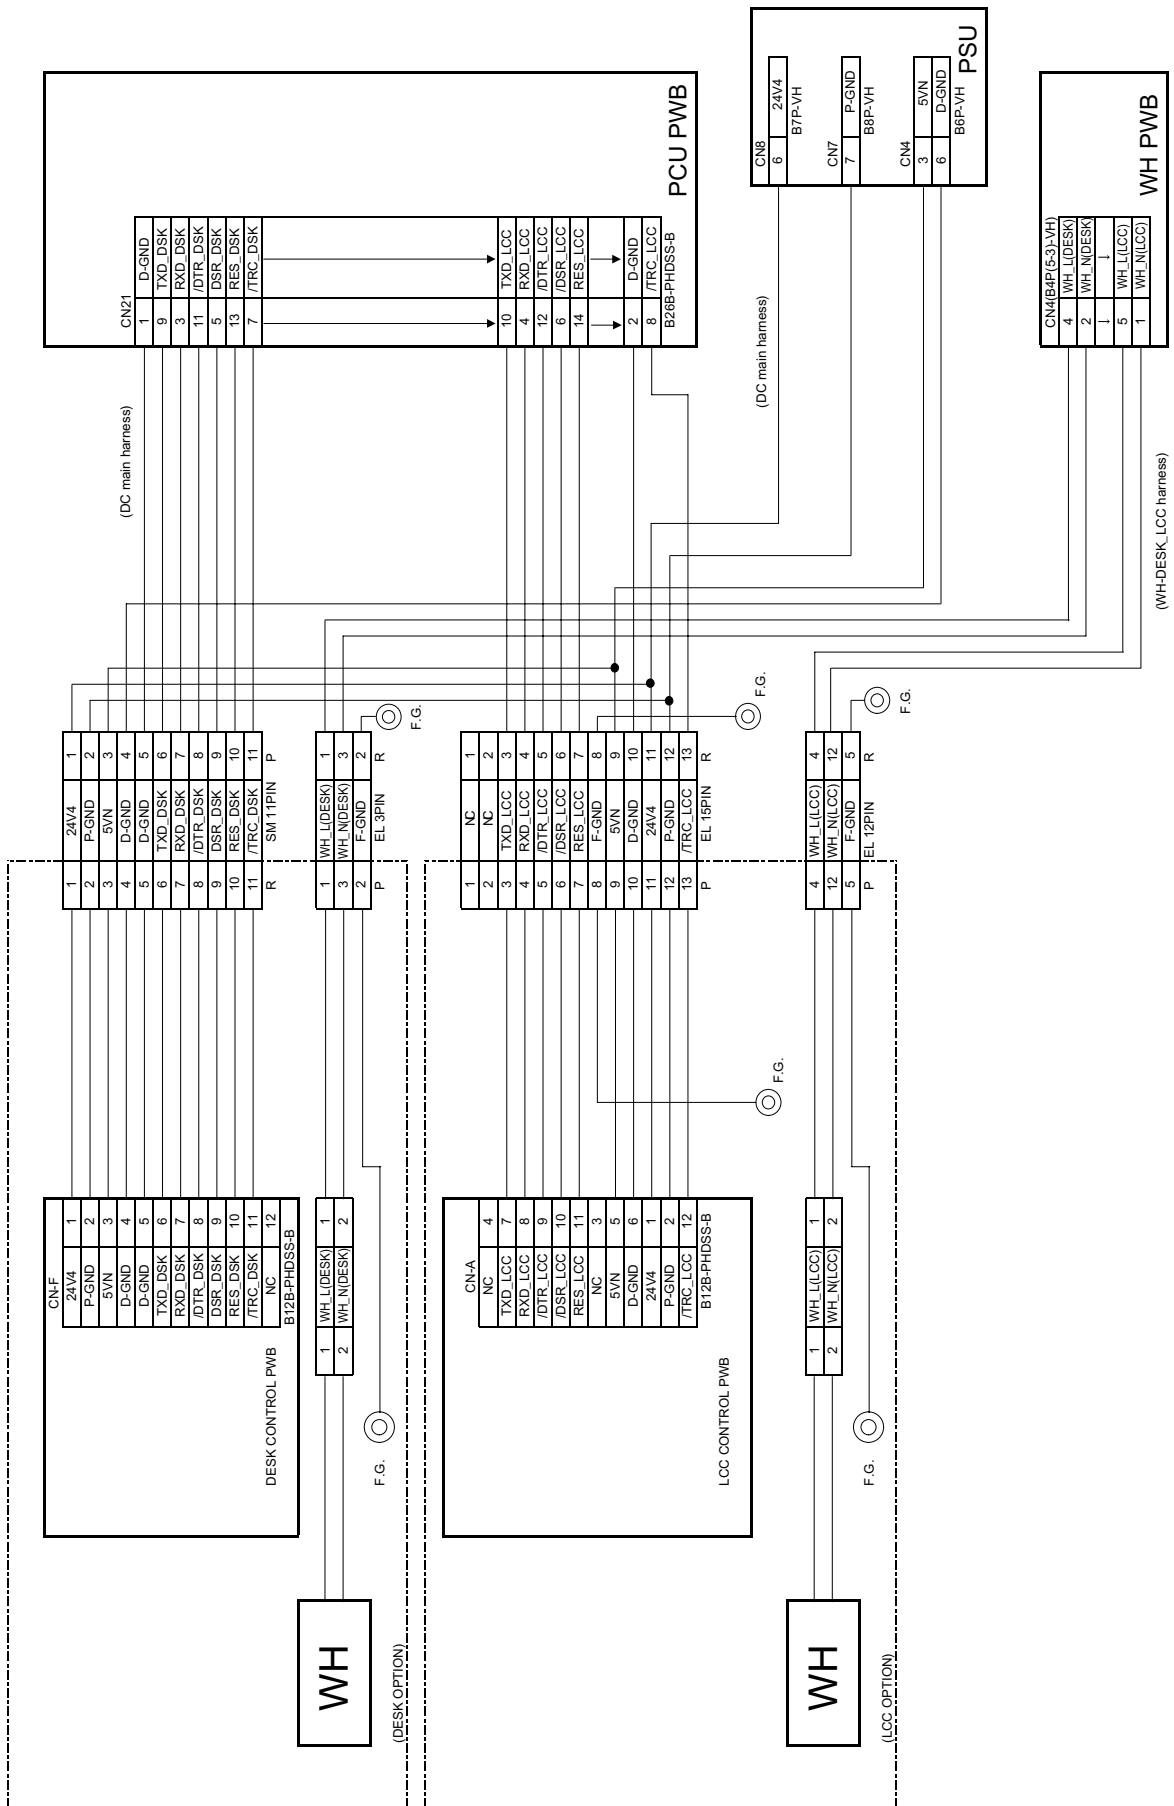 PCU PWB
CN21
1 D-GND
9 TXD_DSK
3 RXD_DSK
11 /DTR_DSK
5 DSR_DSK
13 RES_DSK
7 /TRC_DSK
10 TXD_LCC
4 RXD_LCC
12 /DTR_LCC
6 /DSR_LCC
14 RES_LCC
2 D-GND
8 /TRC_LCC
B26B-PHDSS-B
PSU
CN8
6 24V4
B7P-VH
CN7
7 P-GND
B8P-VH
CN4
3 5VN
6 D-GND
B6P-VH
WH PWB
CN4(B4P(5-3)-VH)
4 WH_L(DESK)
2 WH_N(DESK)
↓ ↓
5 WH_L(LCC)
1 WH_N(LCC)
(DC main harness)
(DC main harness)
(WH-DESK_LCC harness)
1 24V4 1
2 P-GND 2
3 5VN 3
4 D-GND 4
5 D-GND 5
6 TXD_DSK 6
7 RXD_DSK 7
8 /DTR_DSK 8
9 DSR_DSK 9
10 RES_DSK 10
11 /TRC_DSK 11
R SM 11PIN P
1 WH_L(DESK) 1
3 WH_N(DESK) 3
2 F-GND 2
P EL 3PIN R
F.G.
1 NC 1
2 NC 2
3 TXD_LCC 3
4 RXD_LCC 4
5 /DTR_LCC 5
6 /DSR_LCC 6
7 RES_LCC 7
8 F-GND 8
9 5VN 9
10 D-GND 10
11 24V4 11
12 P-GND 12
13 /TRC_LCC 13
P EL 15PIN R
F.G.
4 WH_L(LCC) 4
12 WH_N(LCC) 12
5 F-GND 5
P EL 12PIN R
F.G.
F.G.
CN-F
24V4 1
P-GND 2
5VN 3
D-GND 4
D-GND 5
TXD_DSK 6
RXD_DSK 7
/DTR_DSK 8
DSR_DSK 9
RES_DSK 10
/TRC_DSK 11
NC 12
B12B-PHDSS-B
DESK CONTROL PWB
1 WH_L(DESK) 1
2 WH_N(DESK) 2
F.G.
CN-A
NC 4
TXD_LCC 7
RXD_LCC 8
/DTR_LCC 9
/DSR_LCC 10
RES_LCC 11
NC 3
5VN 5
D-GND 6
24V4 1
P-GND 2
/TRC_LCC 12
B12B-PHDSS-B
LCC CONTROL PWB
1 WH_L(LCC) 1
2 WH_N(LCC) 2
F.G.
WH
(DESK OPTION)
WH
(LCC OPTION)